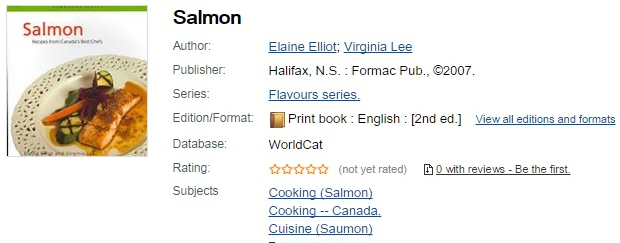 Salmon
Recipes from Canada's Best Chefs
Salmon
Author: Elaine Elliot; Virginia Lee
Publisher: Halifax, N.S. : Formac Pub., ©2007.
Series: Flavours series.
Edition/Format: Print book : English : [2nd ed.] View all editions and formats
Database: WorldCat
Rating: (not yet rated) 0 with reviews - Be the first.
Subjects Cooking (Salmon)
Cooking -- Canada.
Cuisine (Saumon)